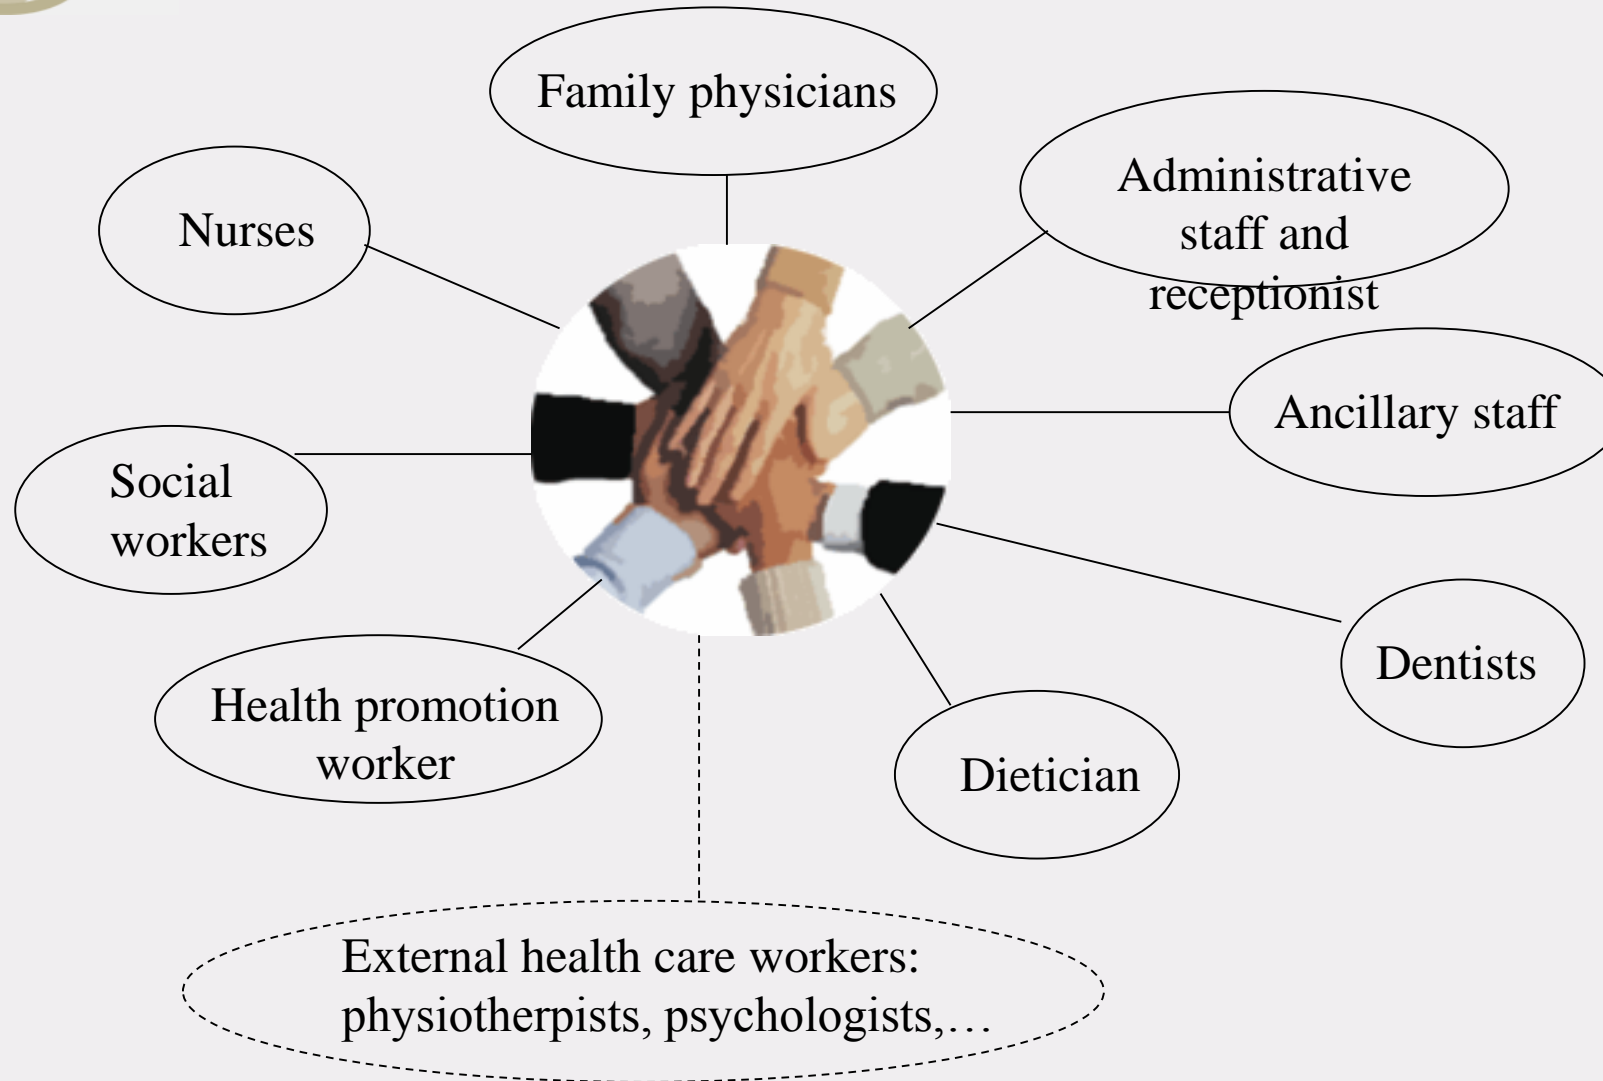 Family physicians
Administrative
staff and
receptionist
Nurses
Ancillary staff
Social
workers
Dentists
Health promotion
worker
Dietician
External health care workers:
physiotherpists, psychologists,…